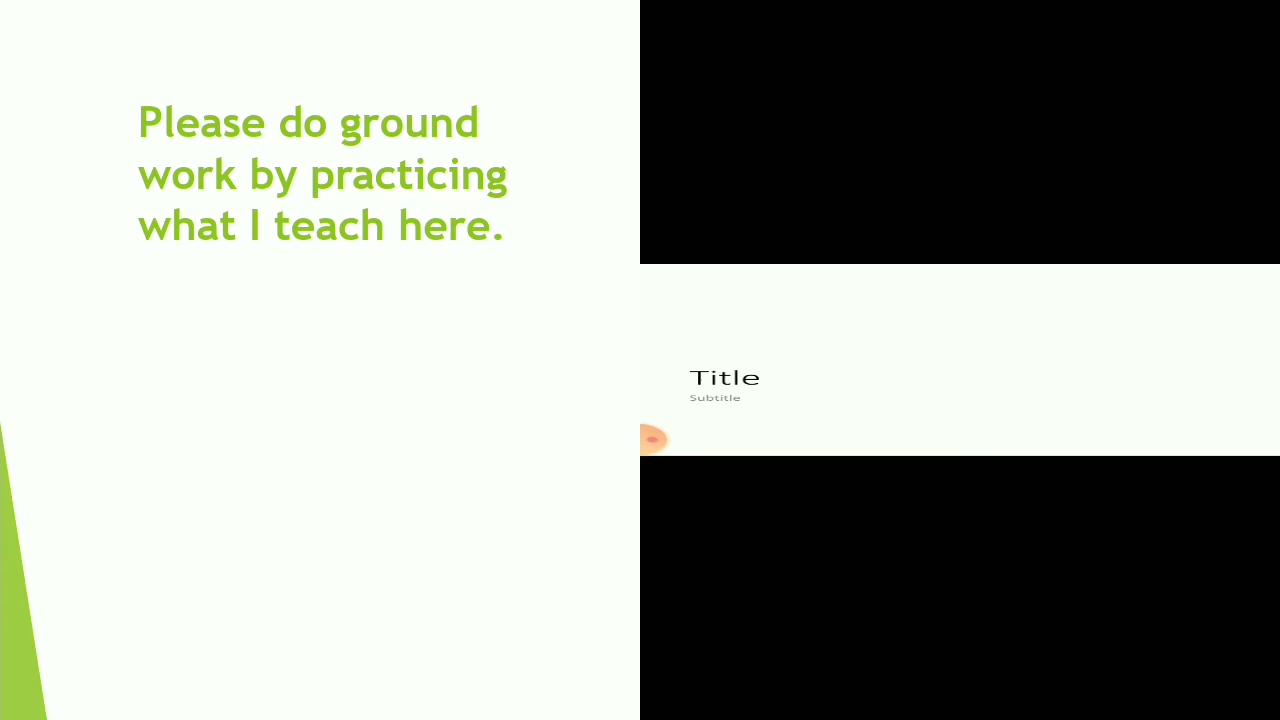 Please do ground
work by practicing
what I teach here.
Title
Subtitle